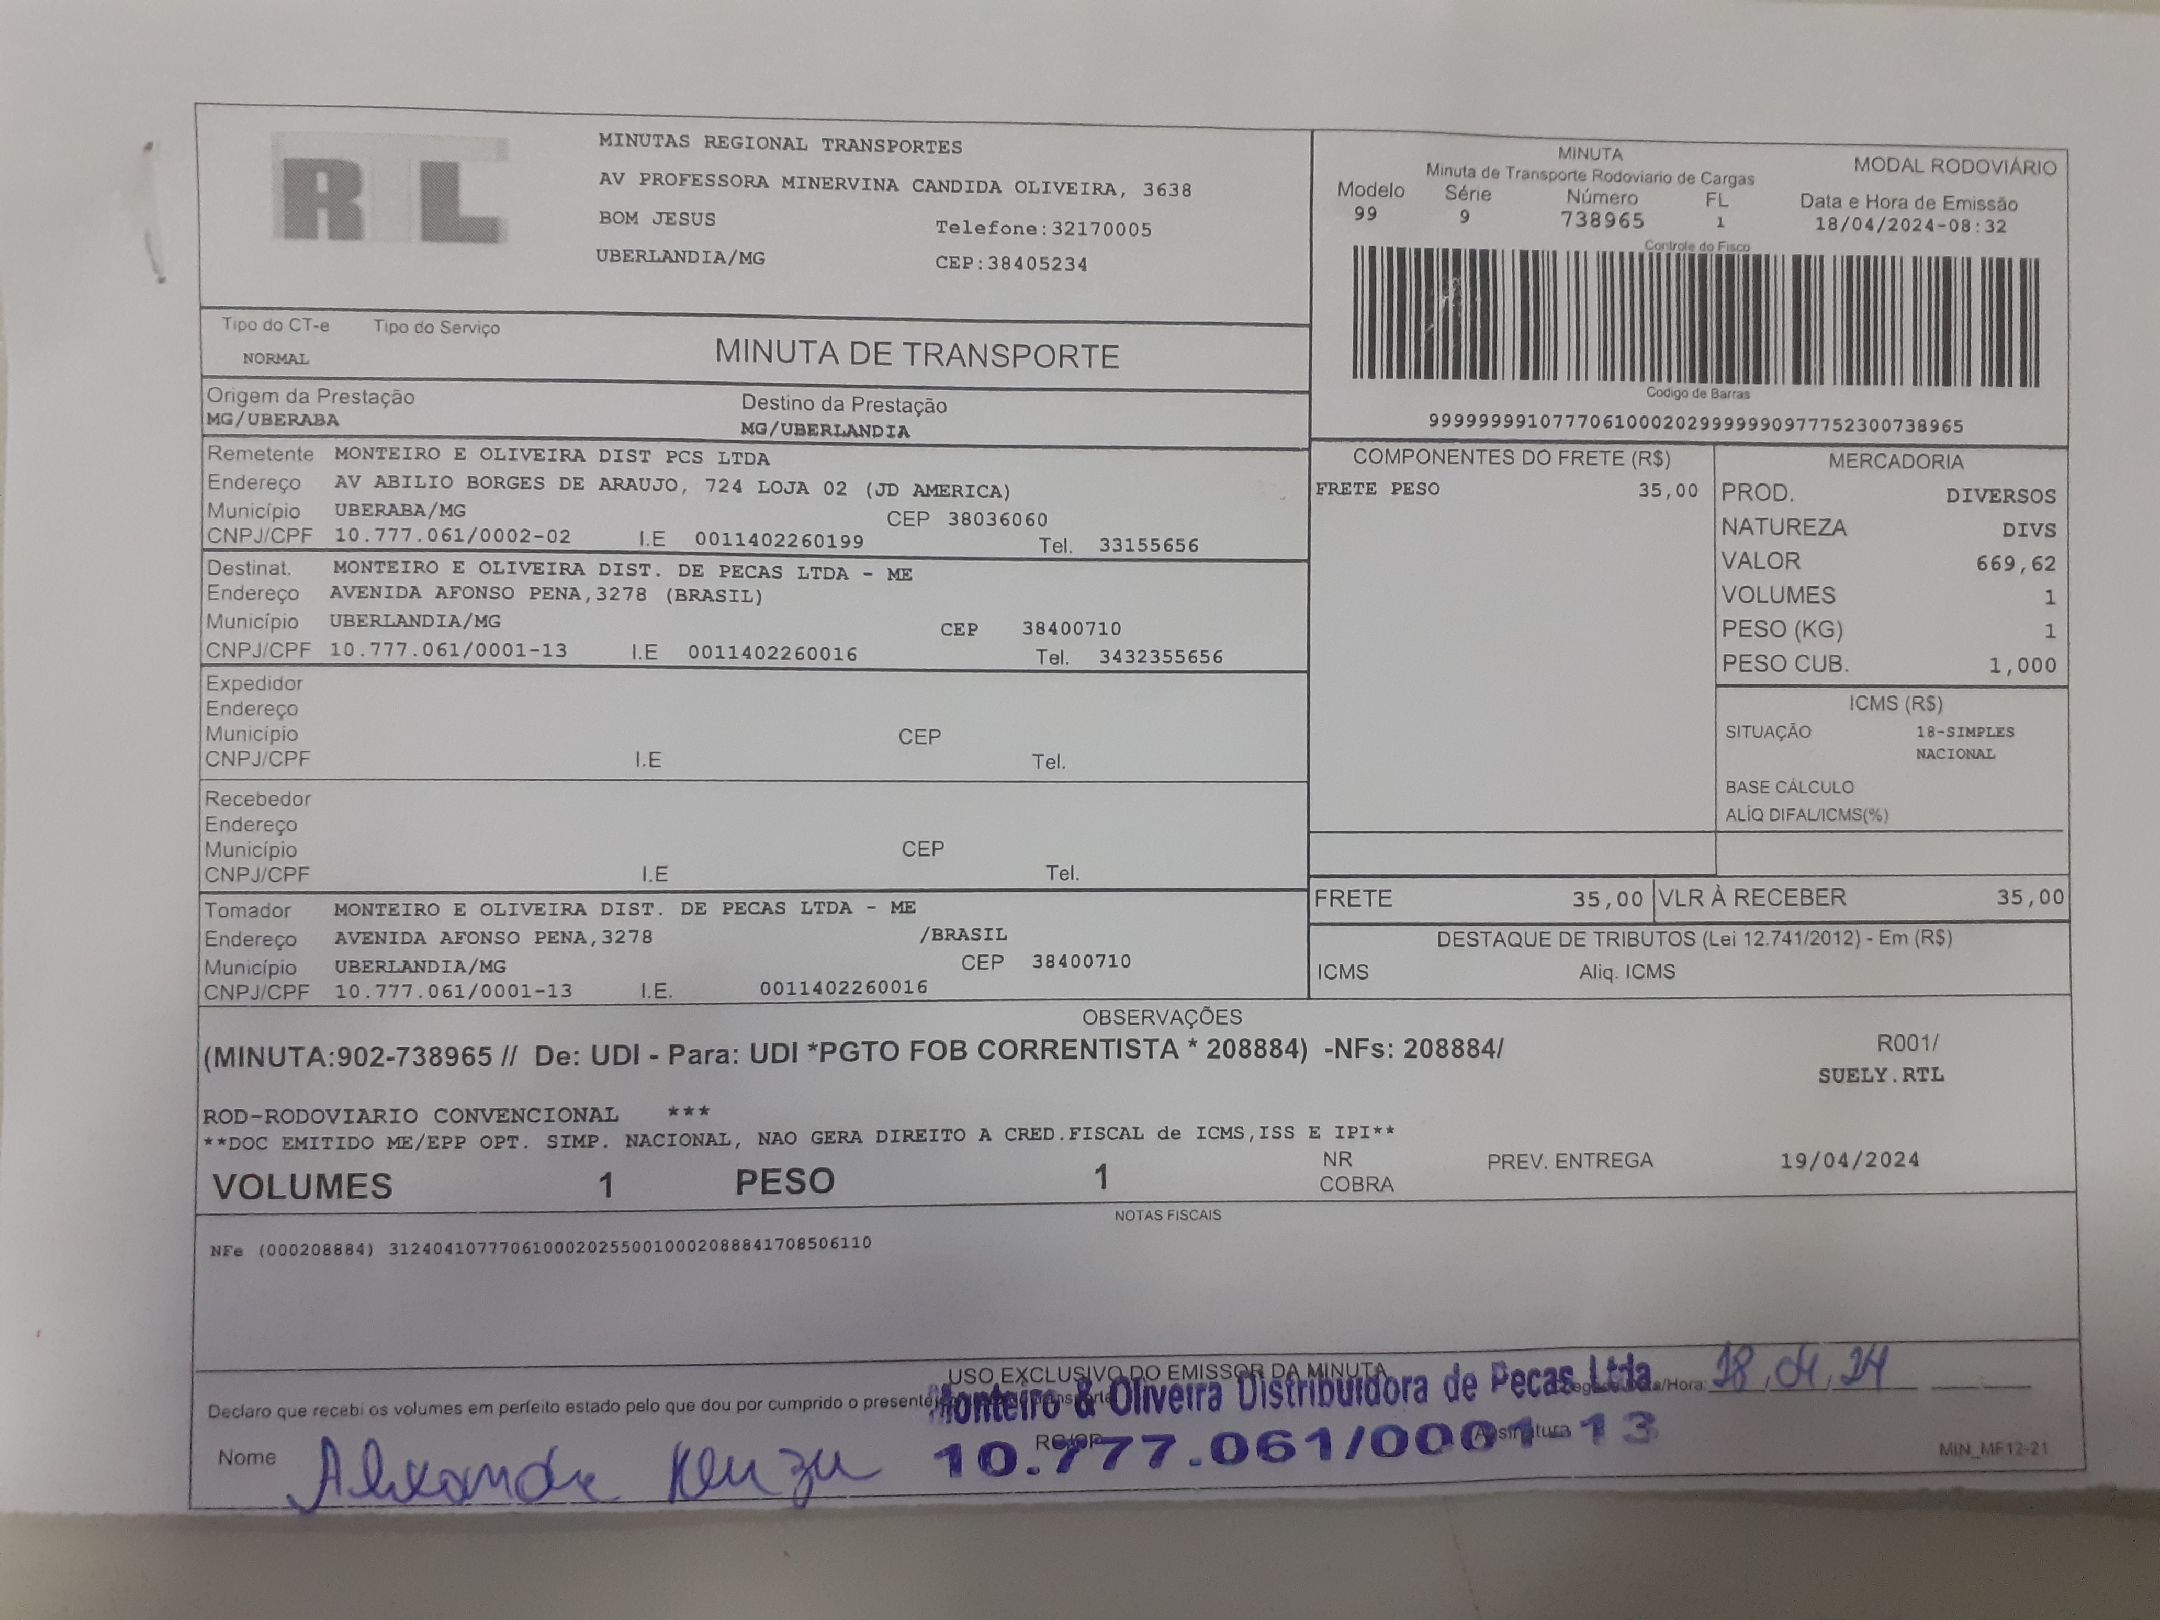 RTL
MINUTAS REGIONAL TRANSPORTES
AV PROFESSORA MINERVINA CANDIDA OLIVEIRA, 3638
BOM JESUS Telefone:32170005
UBERLANDIA/MG CEP:38405234
MINUTA MODAL RODOVIÁRIO
Minuta de Transporte Rodoviario de Cargas
Modelo Série Número FL Data e Hora de Emissão
99 9 738965 1 18/04/2024-08:32
Controle do Fisco
Codigo de Barras
99999999107770610002029999990977752300738965
Tipo do CT-e Tipo do Serviço
NORMAL
MINUTA DE TRANSPORTE
Origem da Prestação Destino da Prestação
MG/UBERABA MG/UBERLANDIA
Remetente MONTEIRO E OLIVEIRA DIST PCS LTDA
Endereço AV ABILIO BORGES DE ARAUJO, 724 LOJA 02 (JD AMERICA)
Município UBERABA/MG CEP 38036060
CNPJ/CPF 10.777.061/0002-02 I.E 0011402260199 Tel. 33155656
Destinat. MONTEIRO E OLIVEIRA DIST. DE PECAS LTDA - ME
Endereço AVENIDA AFONSO PENA,3278 (BRASIL)
Município UBERLANDIA/MG CEP 38400710
CNPJ/CPF 10.777.061/0001-13 I.E 0011402260016 Tel. 3432355656
Expedidor
Endereço
Município CEP
CNPJ/CPF I.E Tel.
Recebedor
Endereço
Município CEP
CNPJ/CPF I.E Tel.
Tomador MONTEIRO E OLIVEIRA DIST. DE PECAS LTDA - ME
Endereço AVENIDA AFONSO PENA,3278 /BRASIL
Município UBERLANDIA/MG CEP 38400710
CNPJ/CPF 10.777.061/0001-13 I.E. 0011402260016
COMPONENTES DO FRETE (R$)
FRETE PESO 35,00
MERCADORIA
PROD. DIVERSOS
NATUREZA DIVS
VALOR 669,62
VOLUMES 1
PESO (KG) 1
PESO CUB. 1,000
ICMS (R$)
SITUAÇÃO 18-SIMPLES
NACIONAL
BASE CÁLCULO
ALÍQ DIFAL/ICMS(%)
FRETE 35,00 VLR À RECEBER 35,00
DESTAQUE DE TRIBUTOS (Lei 12.741/2012) - Em (R$)
ICMS Aliq. ICMS
OBSERVAÇÕES
(MINUTA:902-738965 // De: UDI - Para: UDI *PGTO FOB CORRENTISTA * 208884) -NFs: 208884/
R001/
SUELY.RTL
ROD-RODOVIARIO CONVENCIONAL ***
**DOC EMITIDO ME/EPP OPT. SIMP. NACIONAL, NAO GERA DIREITO A CRED.FISCAL de ICMS,ISS E IPI**
VOLUMES 1 PESO 1
NR
COBRA
PREV. ENTREGA 19/04/2024
NOTAS FISCAIS
NFe (000208884) 31240410777061000202550010002088841708506110
USO EXCLUSIVO DO EMISSOR DA MINUTA
Declaro que recebi os volumes em perfeito estado pelo que dou por cumprido o presente
Monteiro & Oliveira Distribuidora de Pecas Ltda
/Hora: 18,04,24
Nome Alexandre
10.777.061/0001 13
Assinatura
MIN_MF12-21